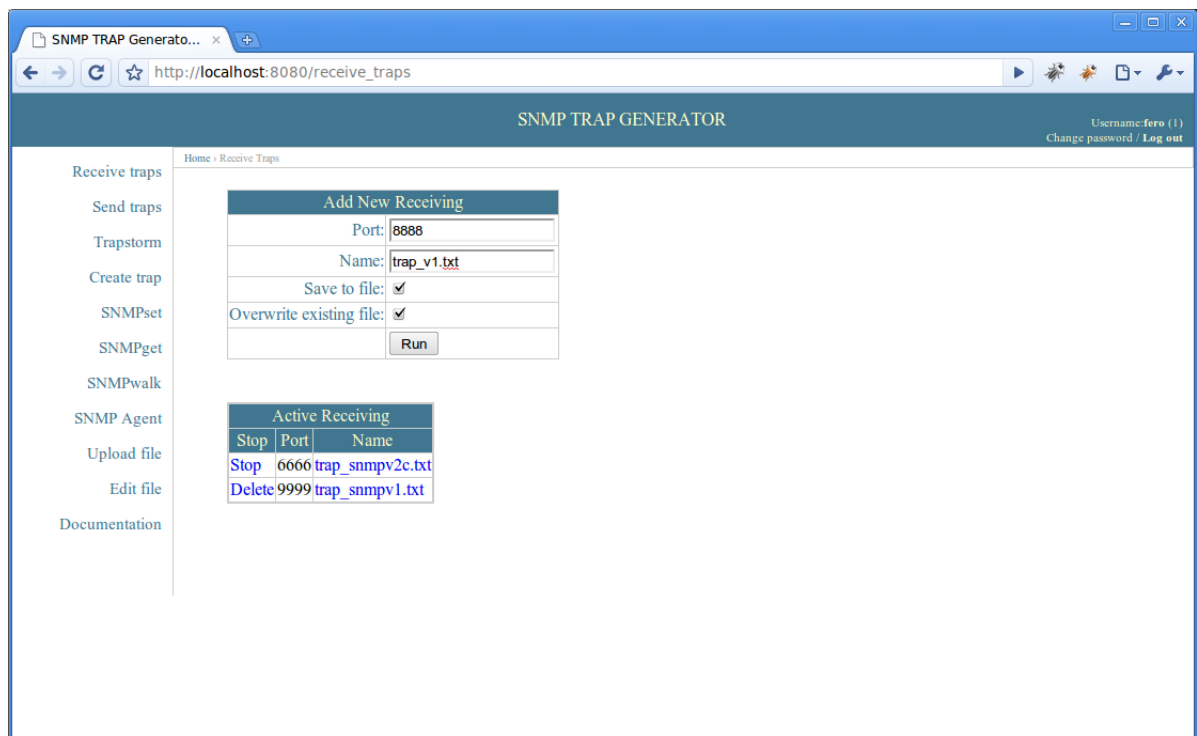 SNMP TRAP Generato...
http://localhost:8080/receive_traps
SNMP TRAP GENERATOR
Username:fero (1)
Change password / Log out
Home › Receive Traps
Receive traps
Send traps
Trapstorm
Create trap
SNMPset
SNMPget
SNMPwalk
SNMP Agent
Upload file
Edit file
Documentation
Add New Receiving
Port: 8888
Name: trap_v1.txt
Save to file:
Overwrite existing file:
Run
Active Receiving
Stop Port Name
Stop 6666 trap_snmpv2c.txt
Delete 9999 trap_snmpv1.txt